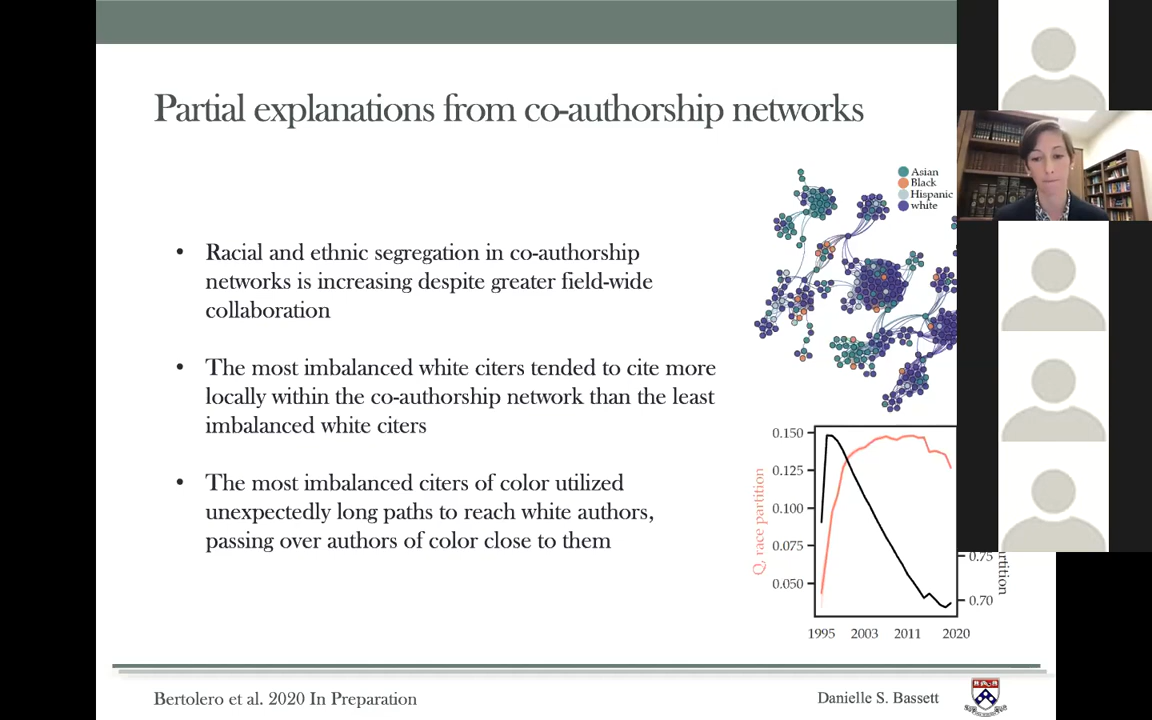 Partial explanations from co-authorship networks
Asian
Black
Hispanic
white
• Racial and ethnic segregation in co-authorship
networks is increasing despite greater field-wide
collaboration
• The most imbalanced white citers tended to cite more
locally within the co-authorship network than the least
imbalanced white citers
• The most imbalanced citers of color utilized
unexpectedly long paths to reach white authors,
passing over authors of color close to them
0.150
0.125
0.100
0.075
0.050
Q, race partition
0.75
0.70
1995 2003 2011 2020
Bertolero et al. 2020 In Preparation
Danielle S. Bassett